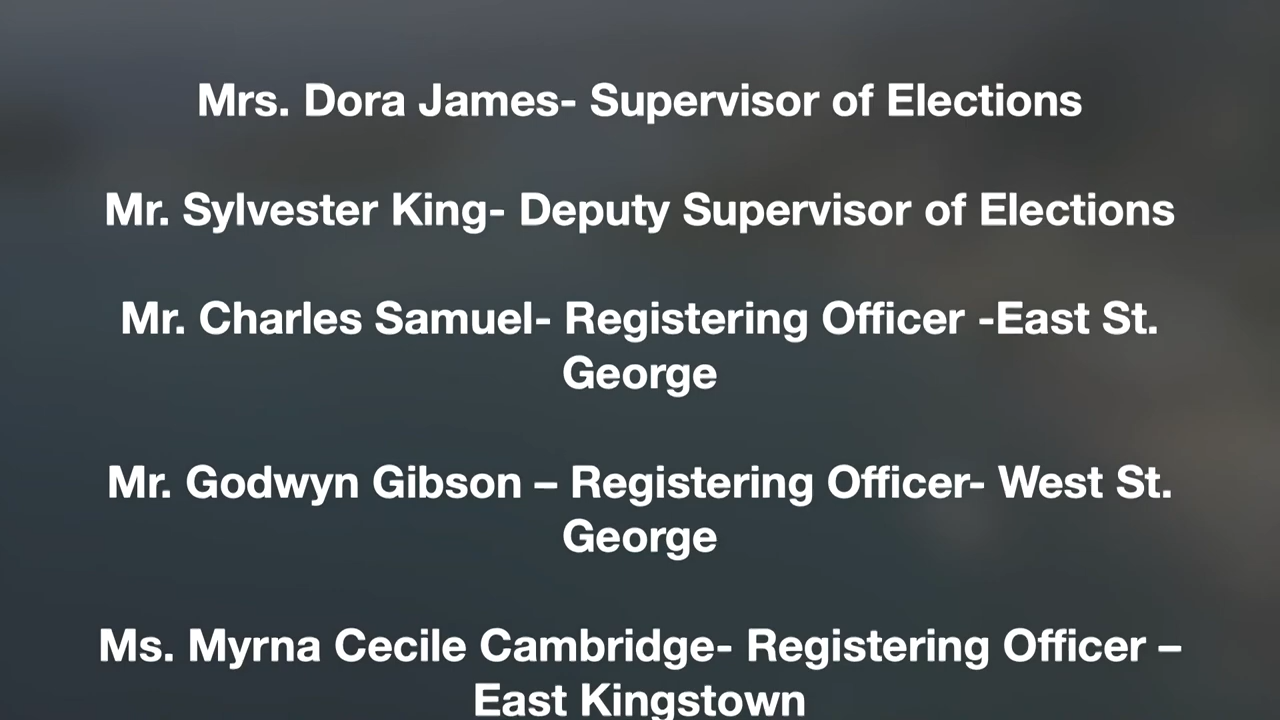 Mrs. Dora James- Supervisor of Elections
Mr. Sylvester King- Deputy Supervisor of Elections
Mr. Charles Samuel- Registering Officer -East St.
George
Mr. Godwyn Gibson – Registering Officer- West St.
George
Ms. Myrna Cecile Cambridge- Registering Officer –
East Kingstown